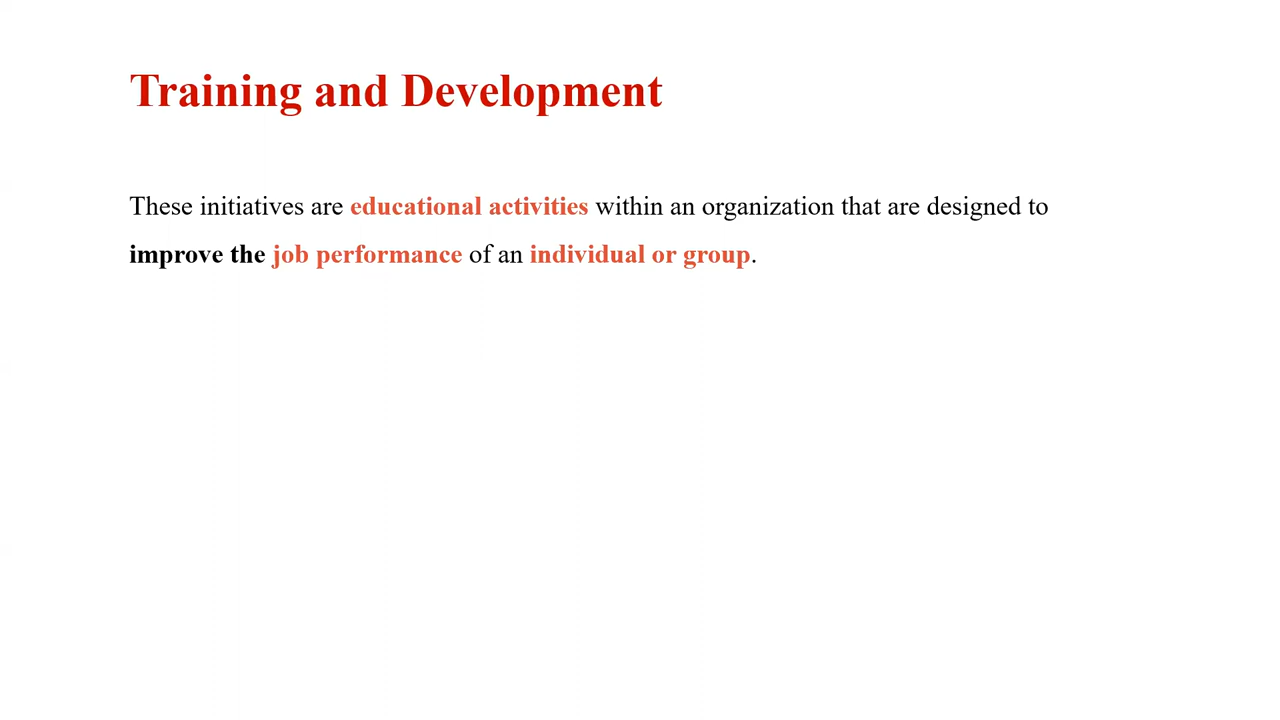 Training and Development
These initiatives are educational activities within an organization that are designed to
improve the job performance of an individual or group.